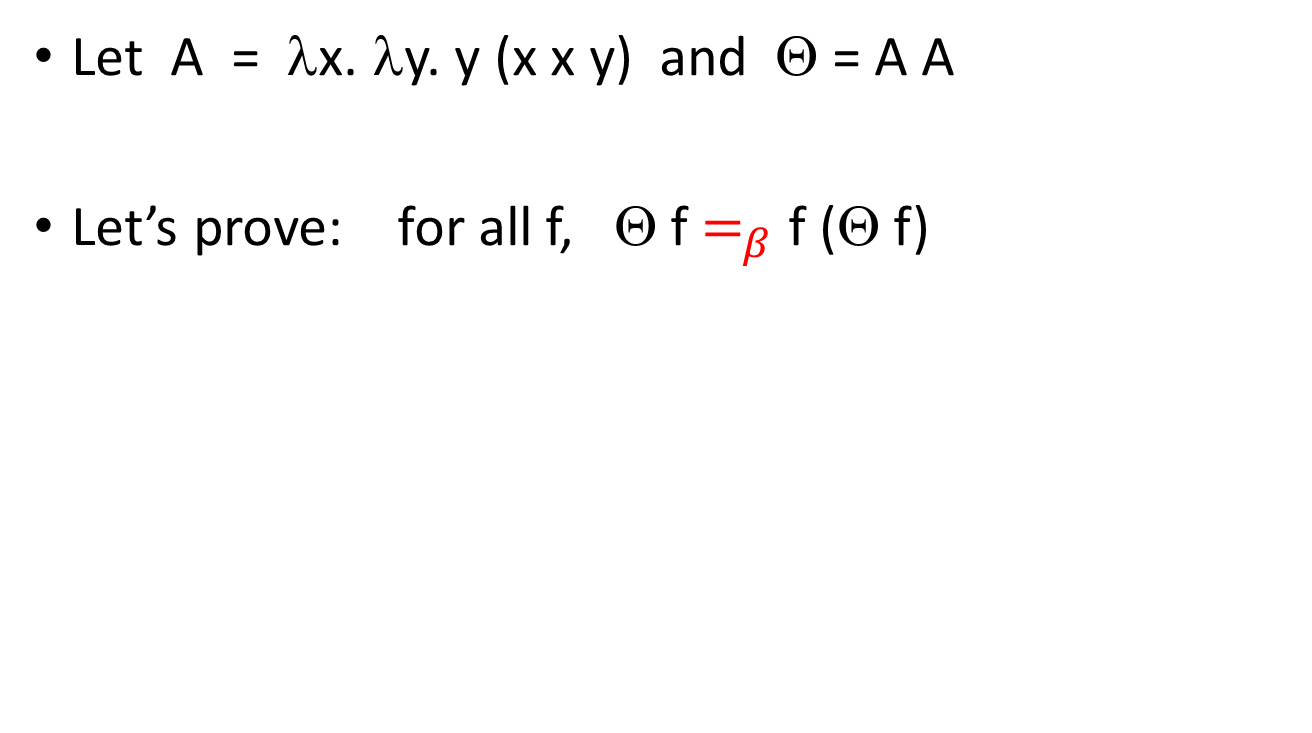 • Let A = λx. λy. y (x x y) and Θ = A A
• Let’s prove: for all f, Θ f =β f (Θ f)